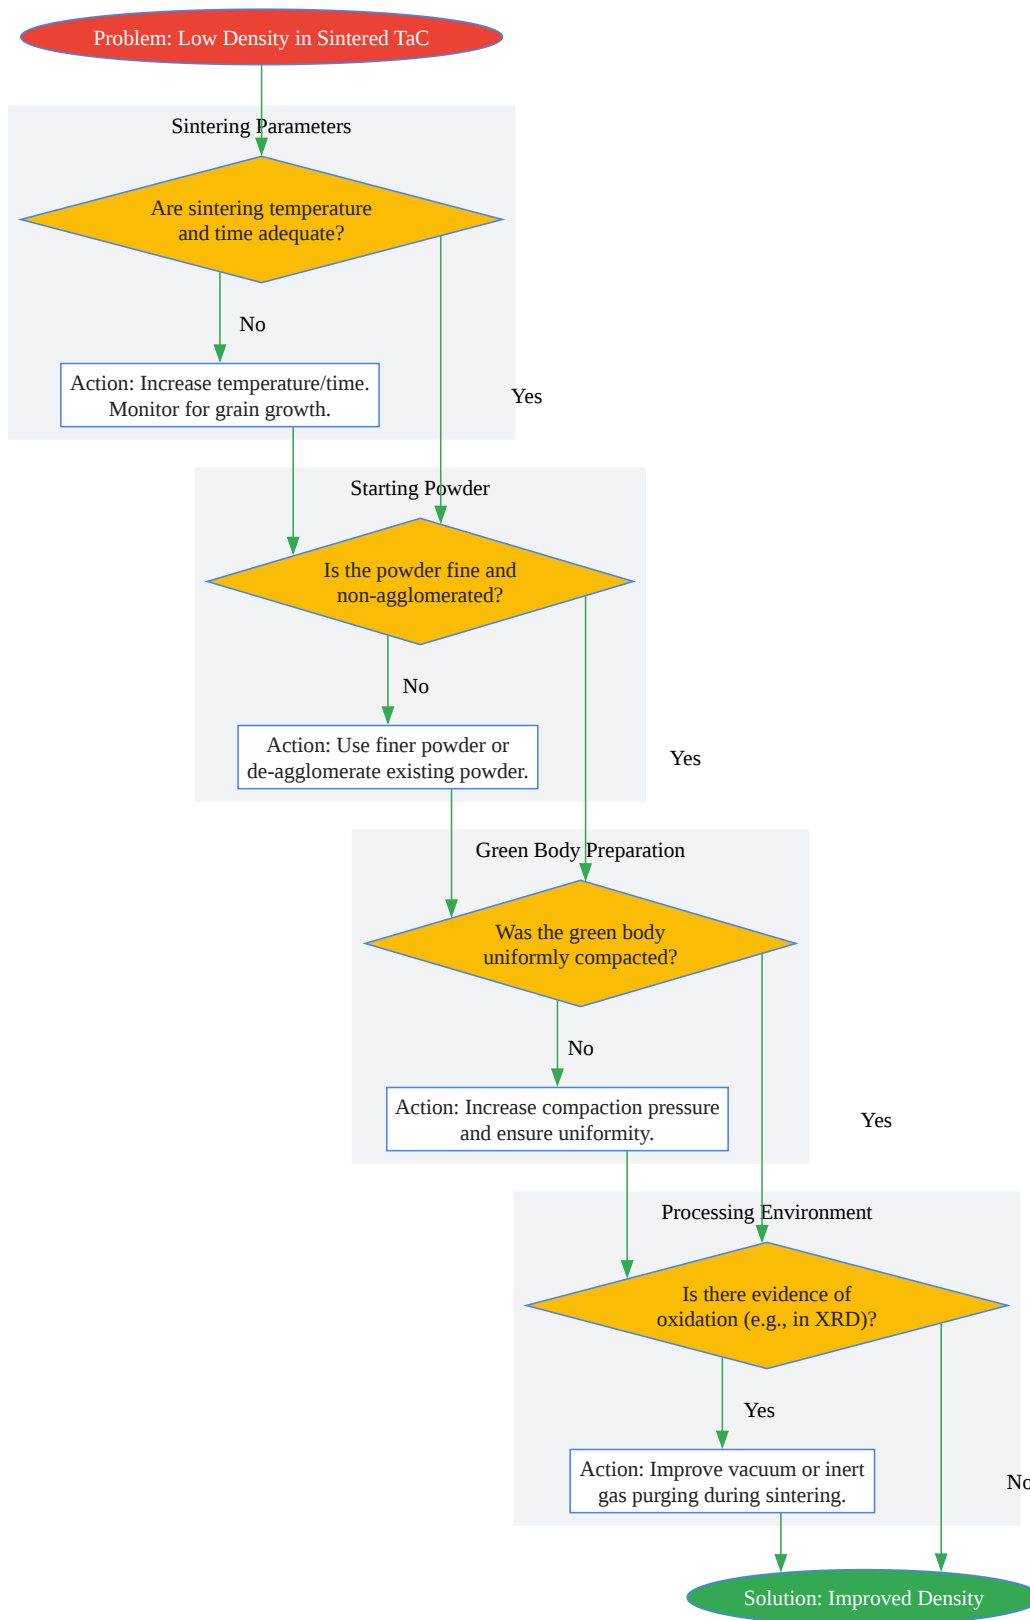 Problem: Low Density in Sintered TaC
Sintering Parameters
Are sintering temperature
and time adequate?
No
Action: Increase temperature/time.
Monitor for grain growth.
Yes
Starting Powder
Is the powder fine and
non-agglomerated?
No
Action: Use finer powder or
de-agglomerate existing powder.
Yes
Green Body Preparation
Was the green body
uniformly compacted?
No
Action: Increase compaction pressure
and ensure uniformity.
Yes
Processing Environment
Is there evidence of
oxidation (e.g., in XRD)?
Yes
Action: Improve vacuum or inert
gas purging during sintering.
No
Solution: Improved Density